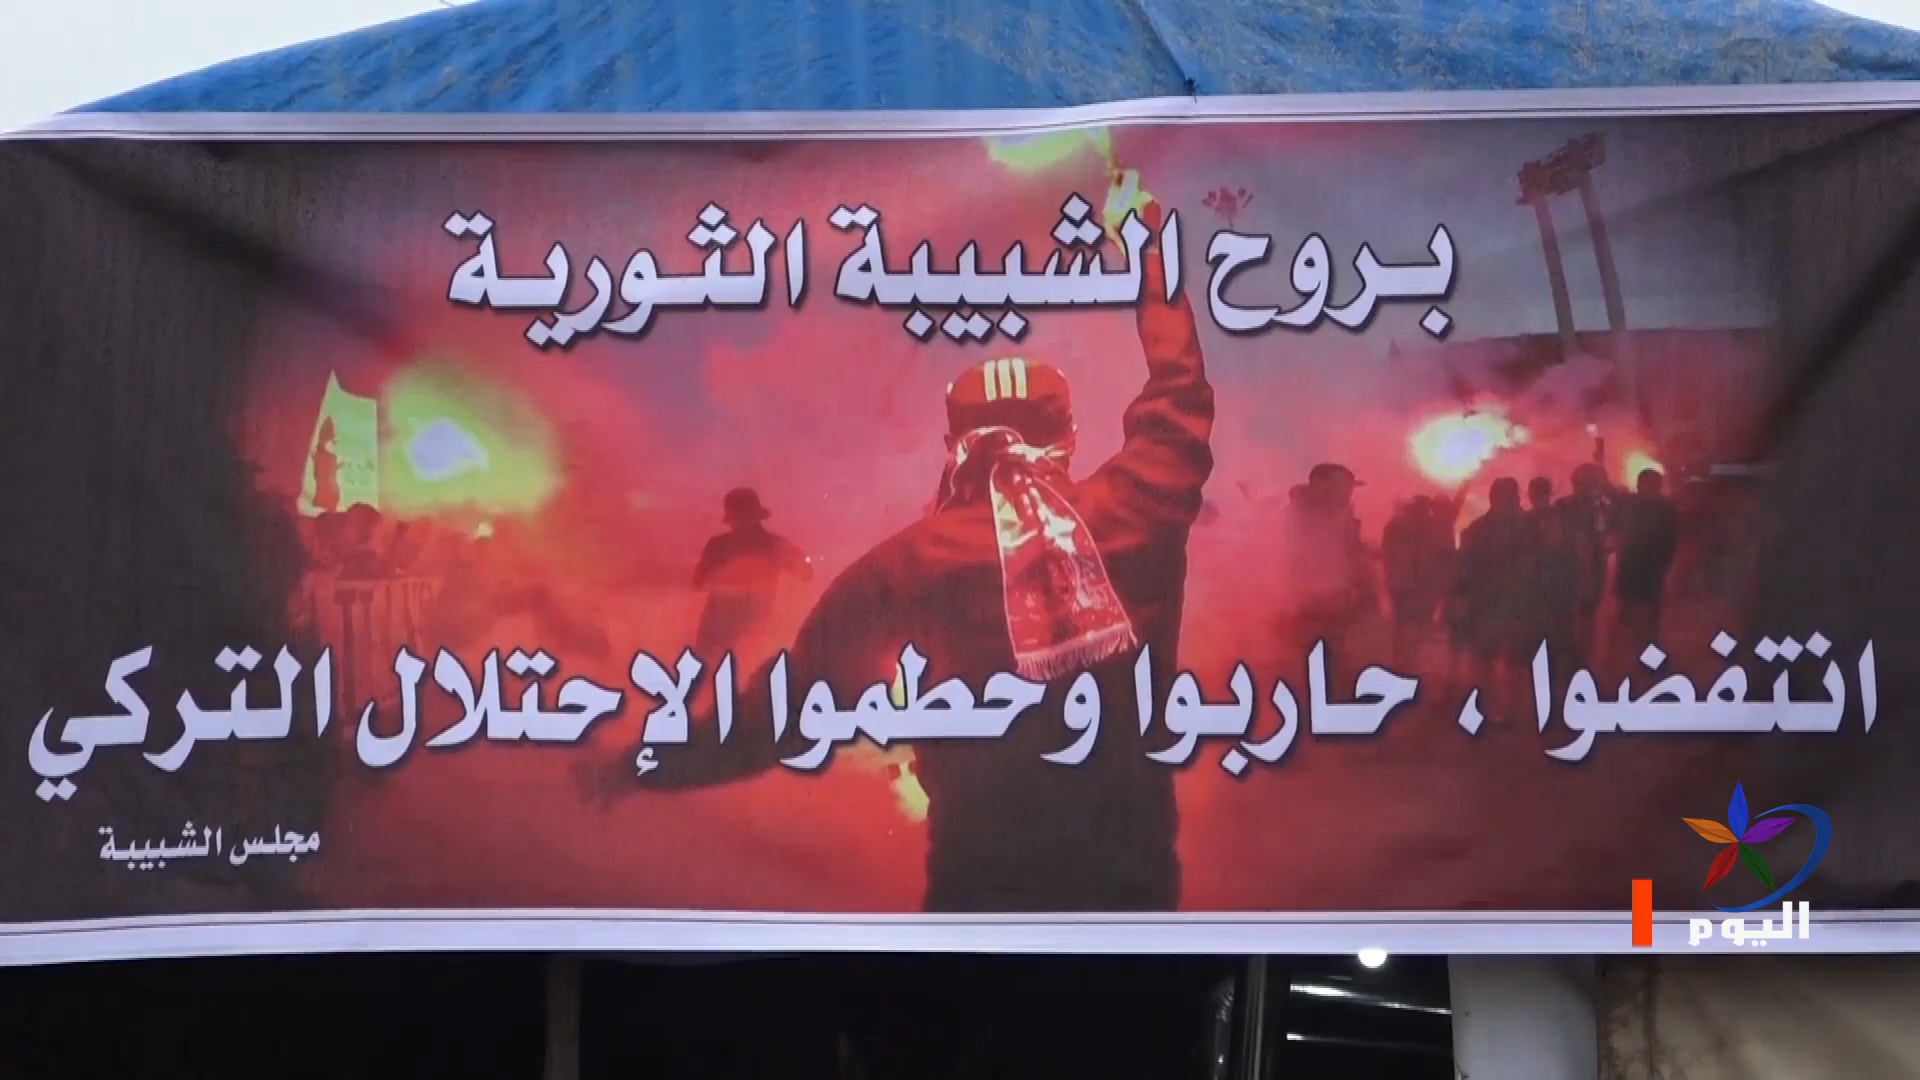 بروح الشبيبة الثورية
انتفضوا ، حاربوا وحطموا الإحتلال التركي
مجلس الشبيبة
اليوم